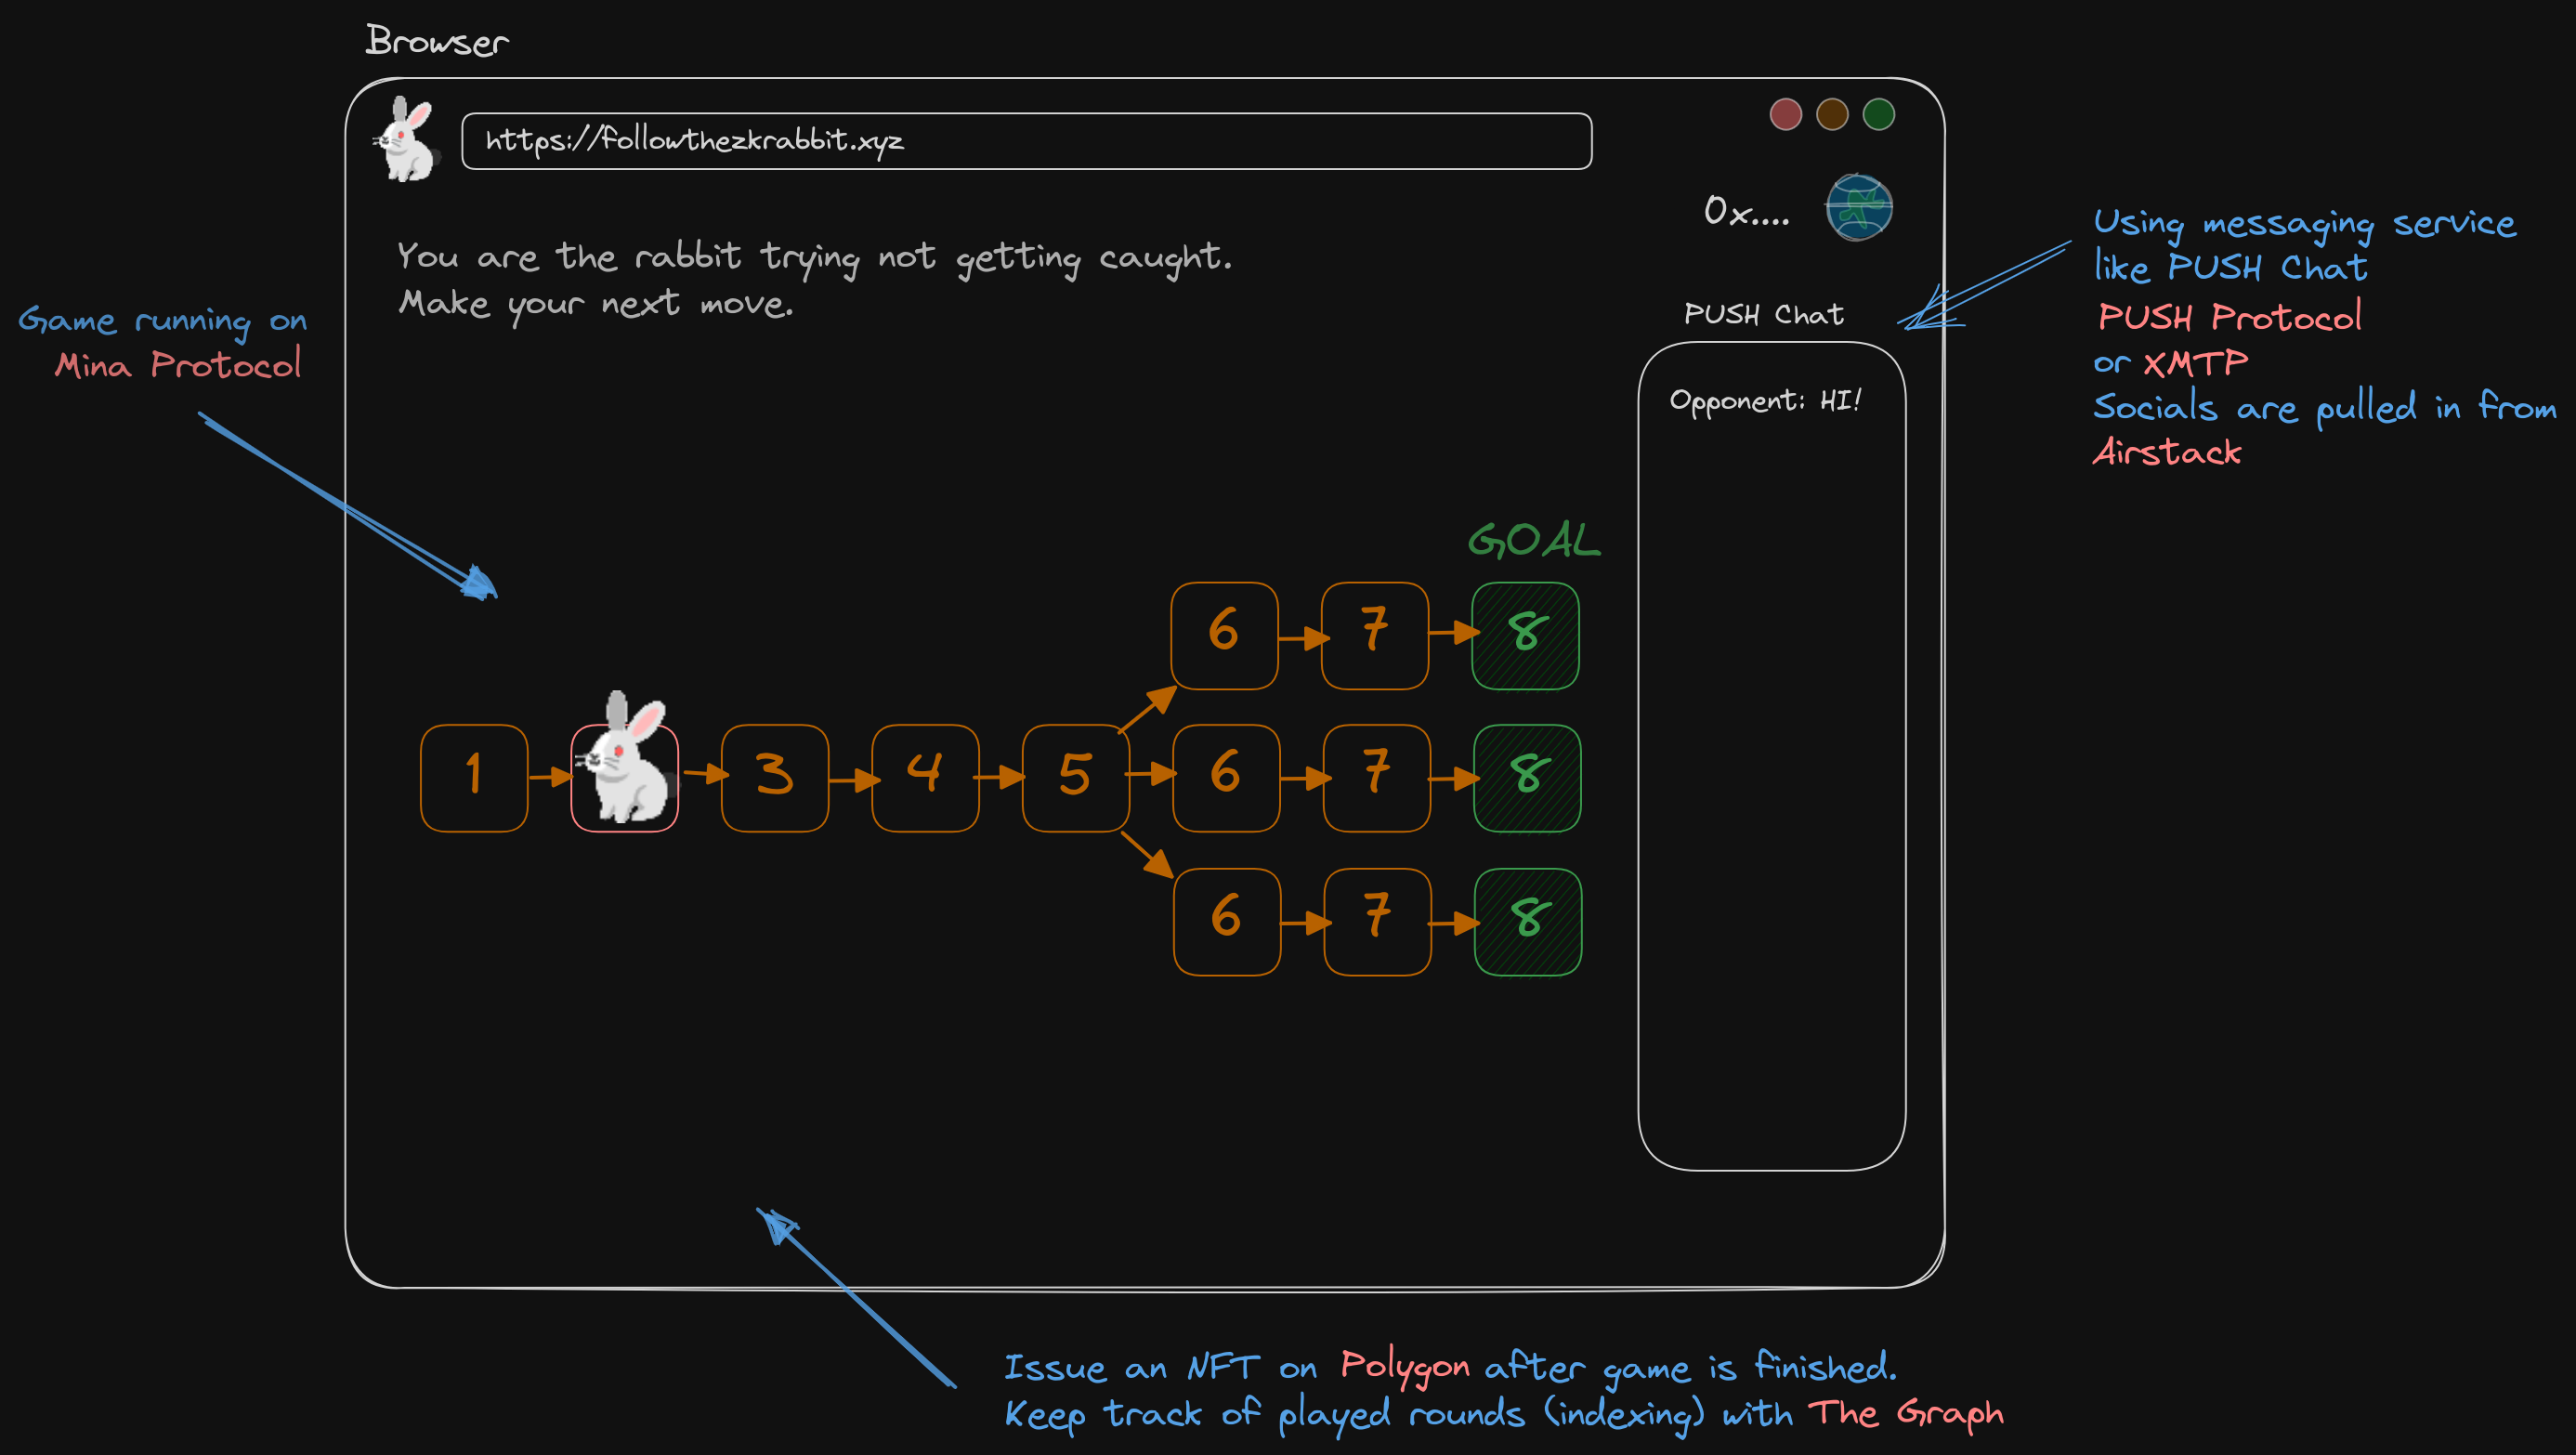 Browser
https://followthezkrabbit.xyz
0x....
You are the rabbit trying not getting caught.
Make your next move.
Game running on
Mina Protocol
Using messaging service
like PUSH Chat
PUSH Protocol
or XMTP
Socials are pulled in from
Airstack
PUSH Chat
Opponent: HI!
GOAL
6 7 8
1 3 4 5 6 7 8
6 7 8
Issue an NFT on Polygon after game is finished.
Keep track of played rounds (indexing) with The Graph